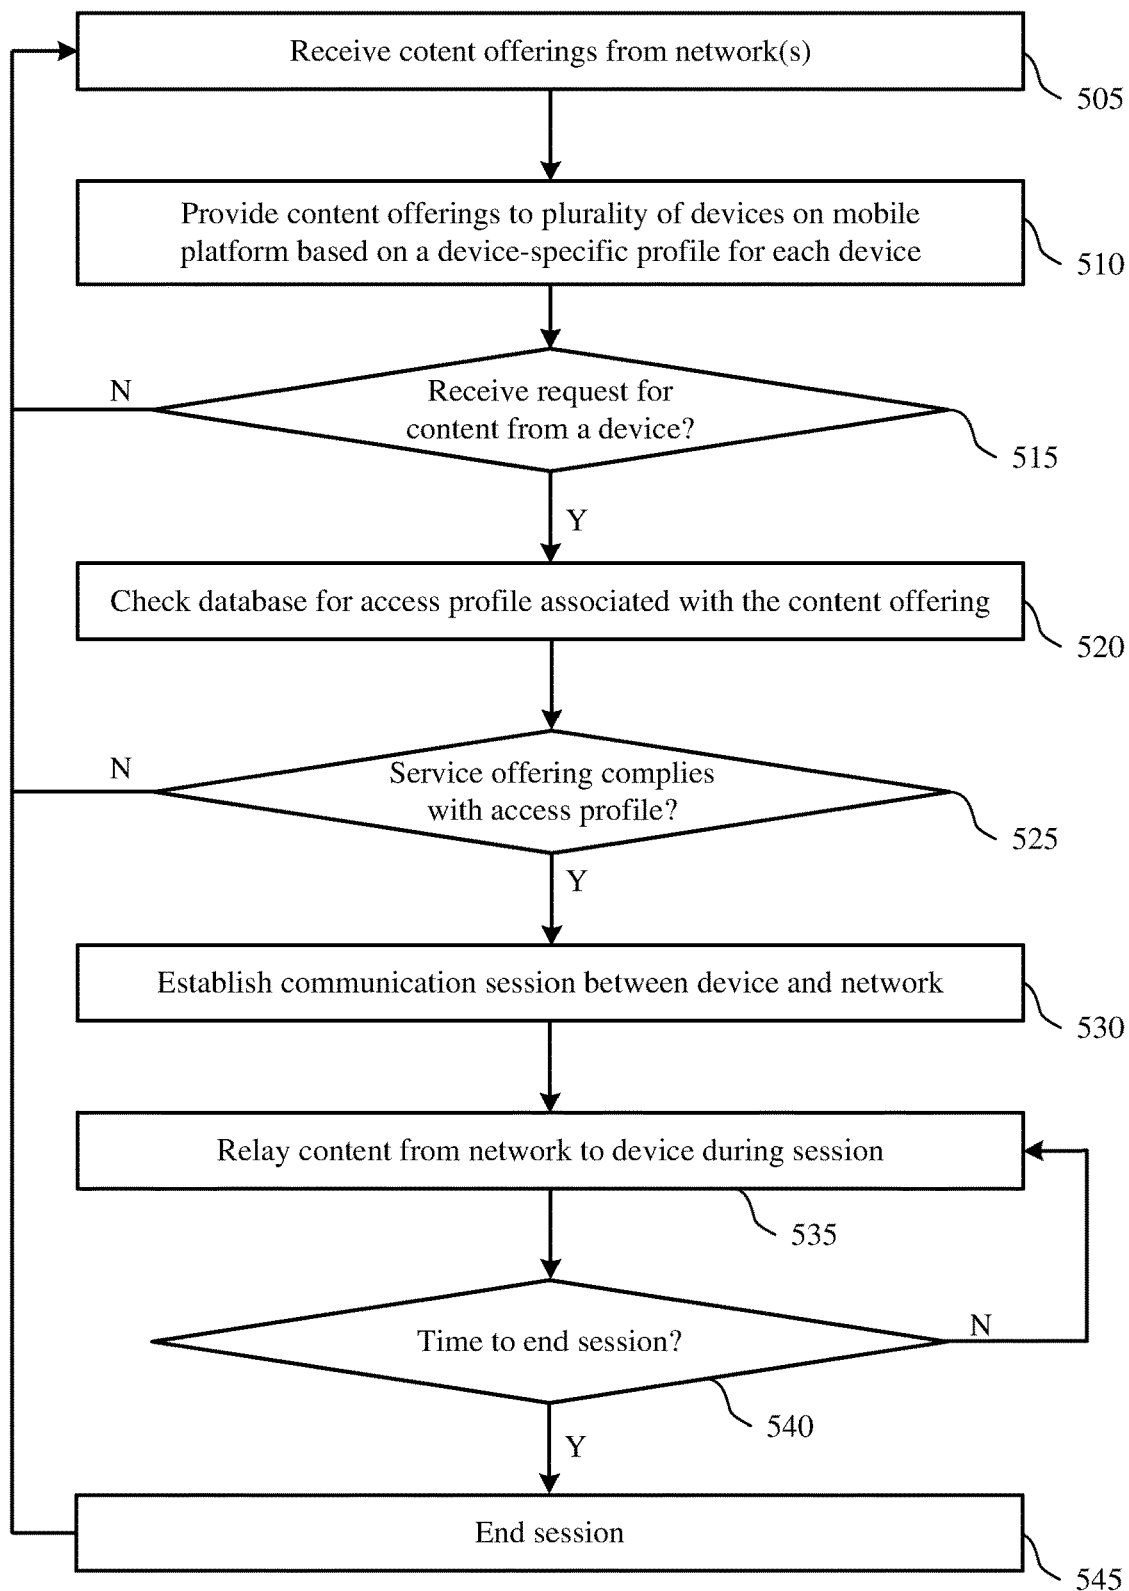 Receive cotent offerings from network(s)
505
Provide content offerings to plurality of devices on mobile
platform based on a device-specific profile for each device
510
N
Receive request for
content from a device?
515
Y
Check database for access profile associated with the content offering
520
N
Service offering complies
with access profile?
525
Y
Establish communication session between device and network
530
Relay content from network to device during session
535
Time to end session?
N
540
Y
End session
545